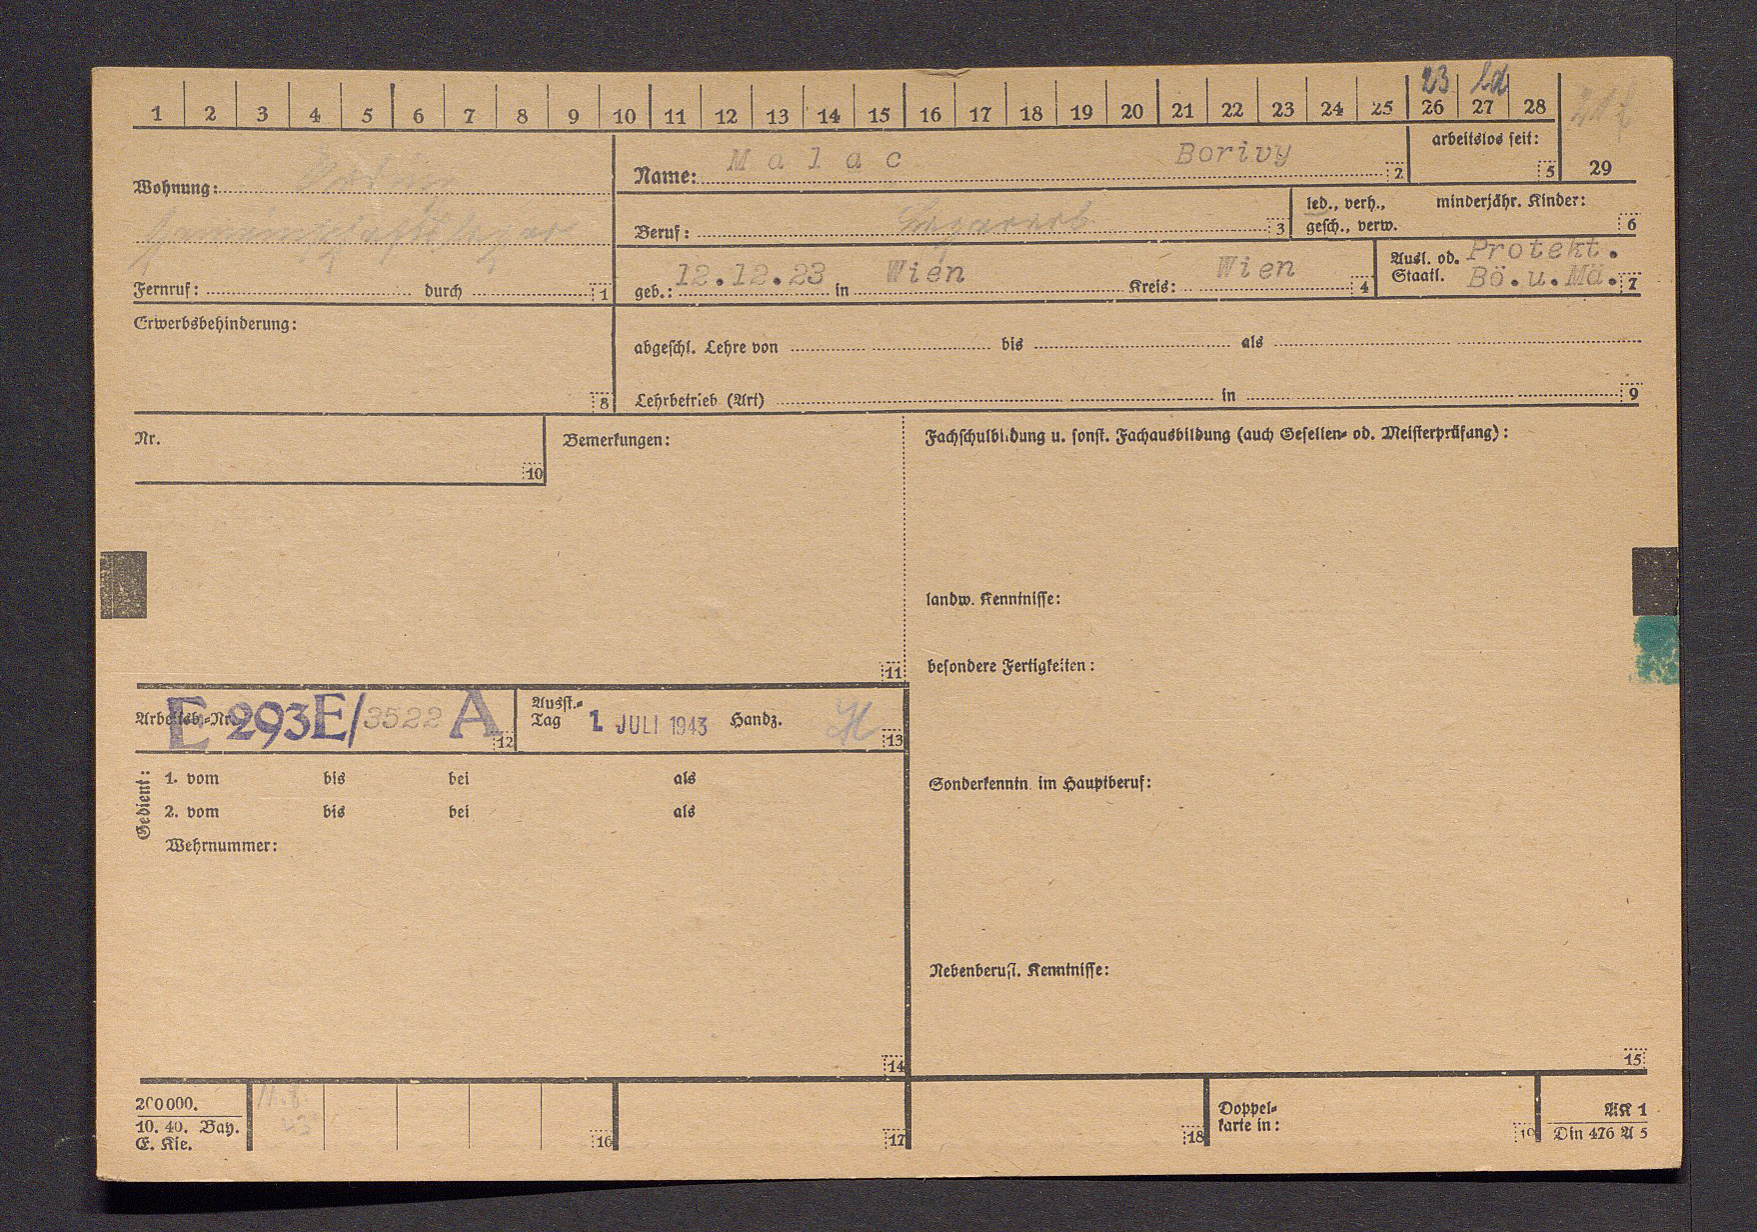 23 Ld
1 2 3 4 5 6 7 8 9 10 11 12 13 14 15 16 17 18 19 20 21 22 23 24 25 26 27 28
29
arbeitslos seit:
5
Wohnung:
Gemeinschaftslager
Fernruf: durch 1
Name: Malac Borivy 2
Beruf: 3
led., verh., minderjähr. Kinder:
gesch., verw. 6
geb.: 12.12.23 in Wien Kreis: Wien 4
Ausl. od. Protekt.
Staatl. Bö.u.Mä. 7
Erwerbsbehinderung:
8
abgeschl. Lehre von bis als
Lehrbetrieb (Art) in 9
Nr.
10
Bemerkungen:
11
Fachschulbildung u. sonst. Fachausbildung (auch Gesellen- od. Meisterprüfung):
landw. Kenntnisse:
besondere Fertigkeiten:
Sonderkenntn. im Hauptberuf:
Nebenberufl. Kenntnisse:
15
Arbeitsb.-Nr. E 293E/3522 A 12
Ausst.-
Tag 1. JULI 1943 Handz. 13
Gedient:
1. vom bis bei als
2. vom bis bei als
Wehrnummer:
14
200000.
10. 40. Bay.
E. Kie.
16
17
18
Doppel-
karte in:
19
AK 1
Din 476 A 5